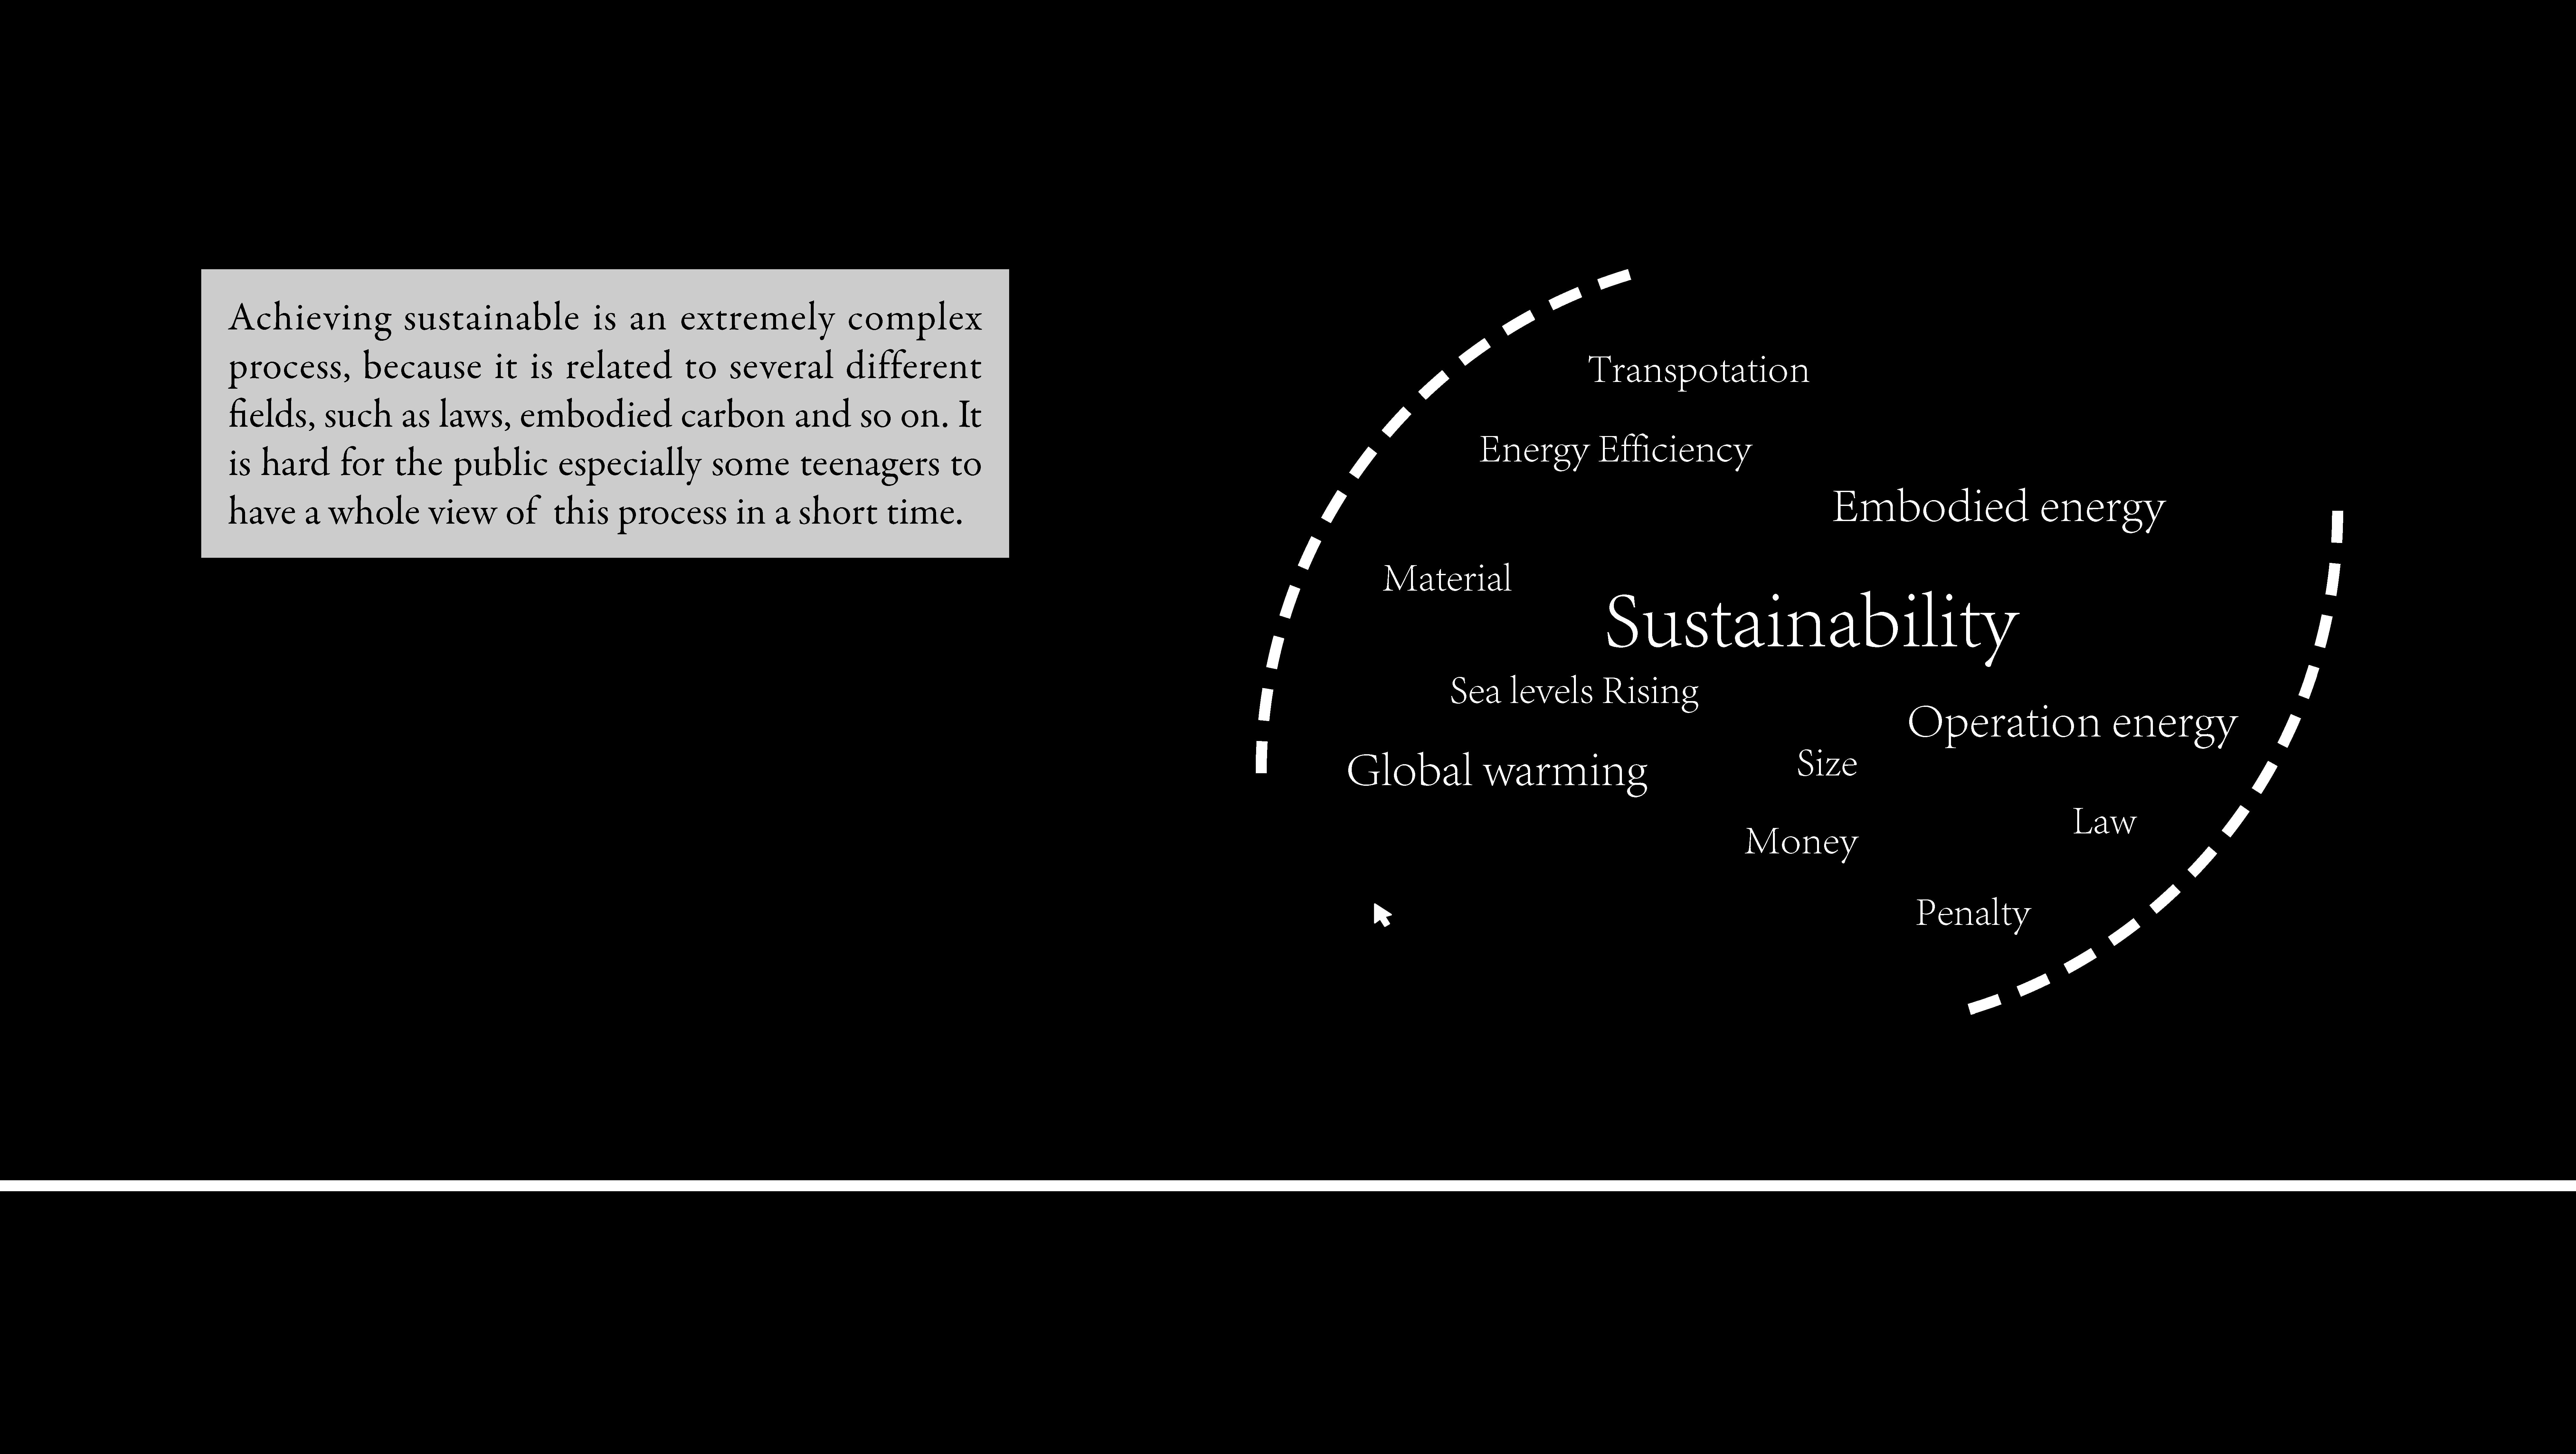 Achieving sustainable is an extremely complex
process, because it is related to several different
fields, such as laws, embodied carbon and so on. It
is hard for the public especially some teenagers to
have a whole view of  this process in a short time.
Transpotation
Energy Efficiency
Embodied energy
Material
Sustainability
Sea levels Rising
Operation energy
Global warming
Size
Law
Money
Penalty